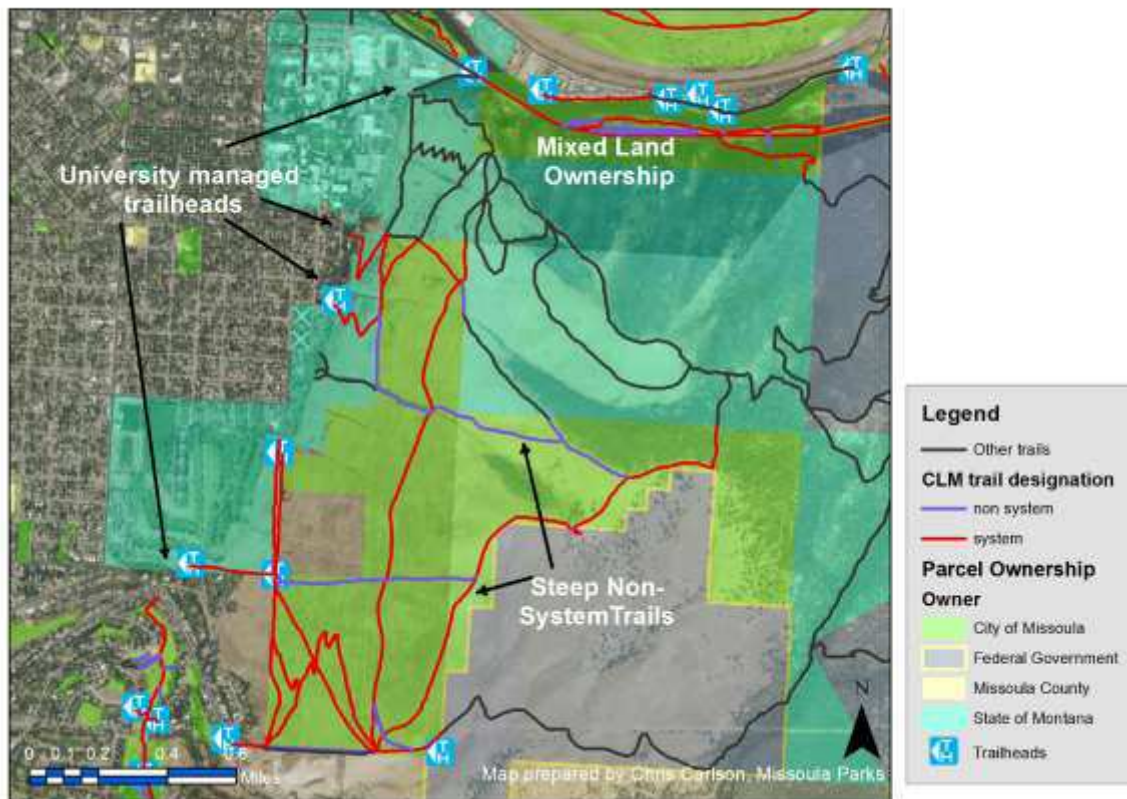 Mixed Land
Ownership
University managed
trailheads
Steep Non-
SystemTrails
N
0 0.1 0.2 0.4 0.6
Miles
Map prepared by Chris Carlson, Missoula Parks
Legend
Other trails
CLM trail designation
non system
system
Parcel Ownership
Owner
City of Missoula
Federal Government
Missoula County
State of Montana
TH
Trailheads